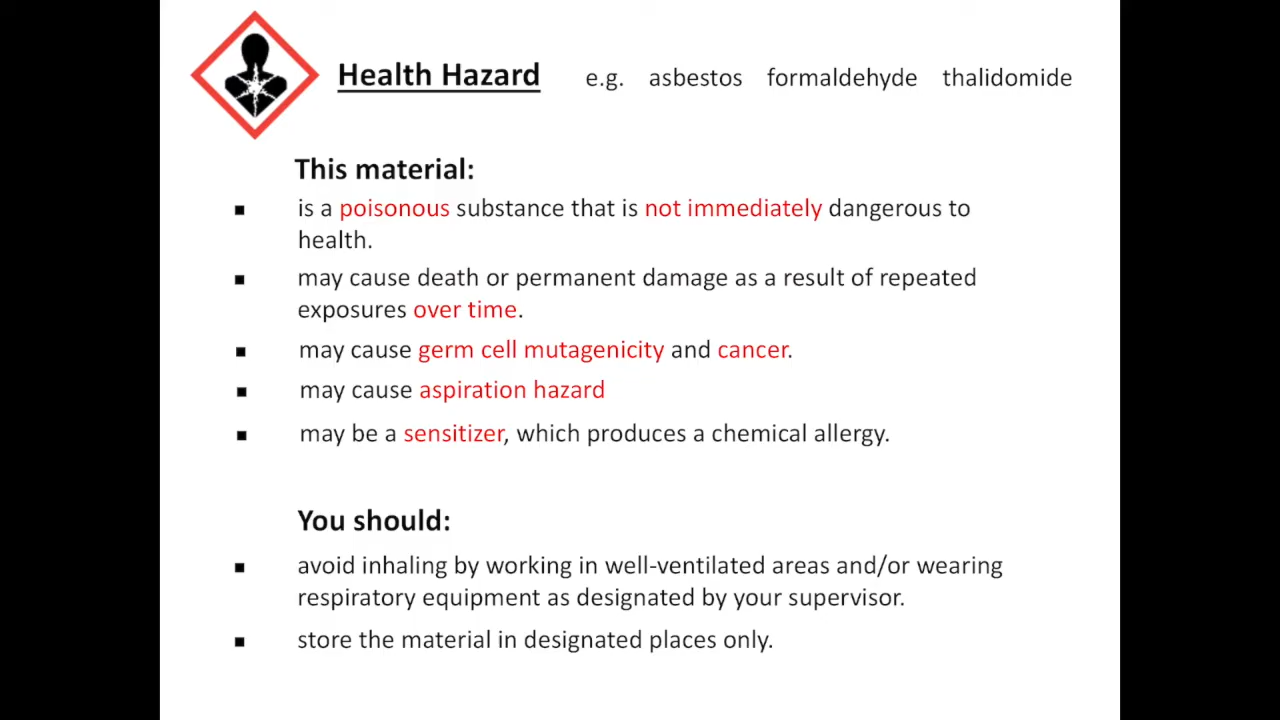 Health Hazard e.g. asbestos formaldehyde thalidomide
This material:
▪ is a poisonous substance that is not immediately dangerous to
health.
▪ may cause death or permanent damage as a result of repeated
exposures over time.
▪ may cause germ cell mutagenicity and cancer.
▪ may cause aspiration hazard
▪ may be a sensitizer, which produces a chemical allergy.
You should:
▪ avoid inhaling by working in well-ventilated areas and/or wearing
respiratory equipment as designated by your supervisor.
▪ store the material in designated places only.